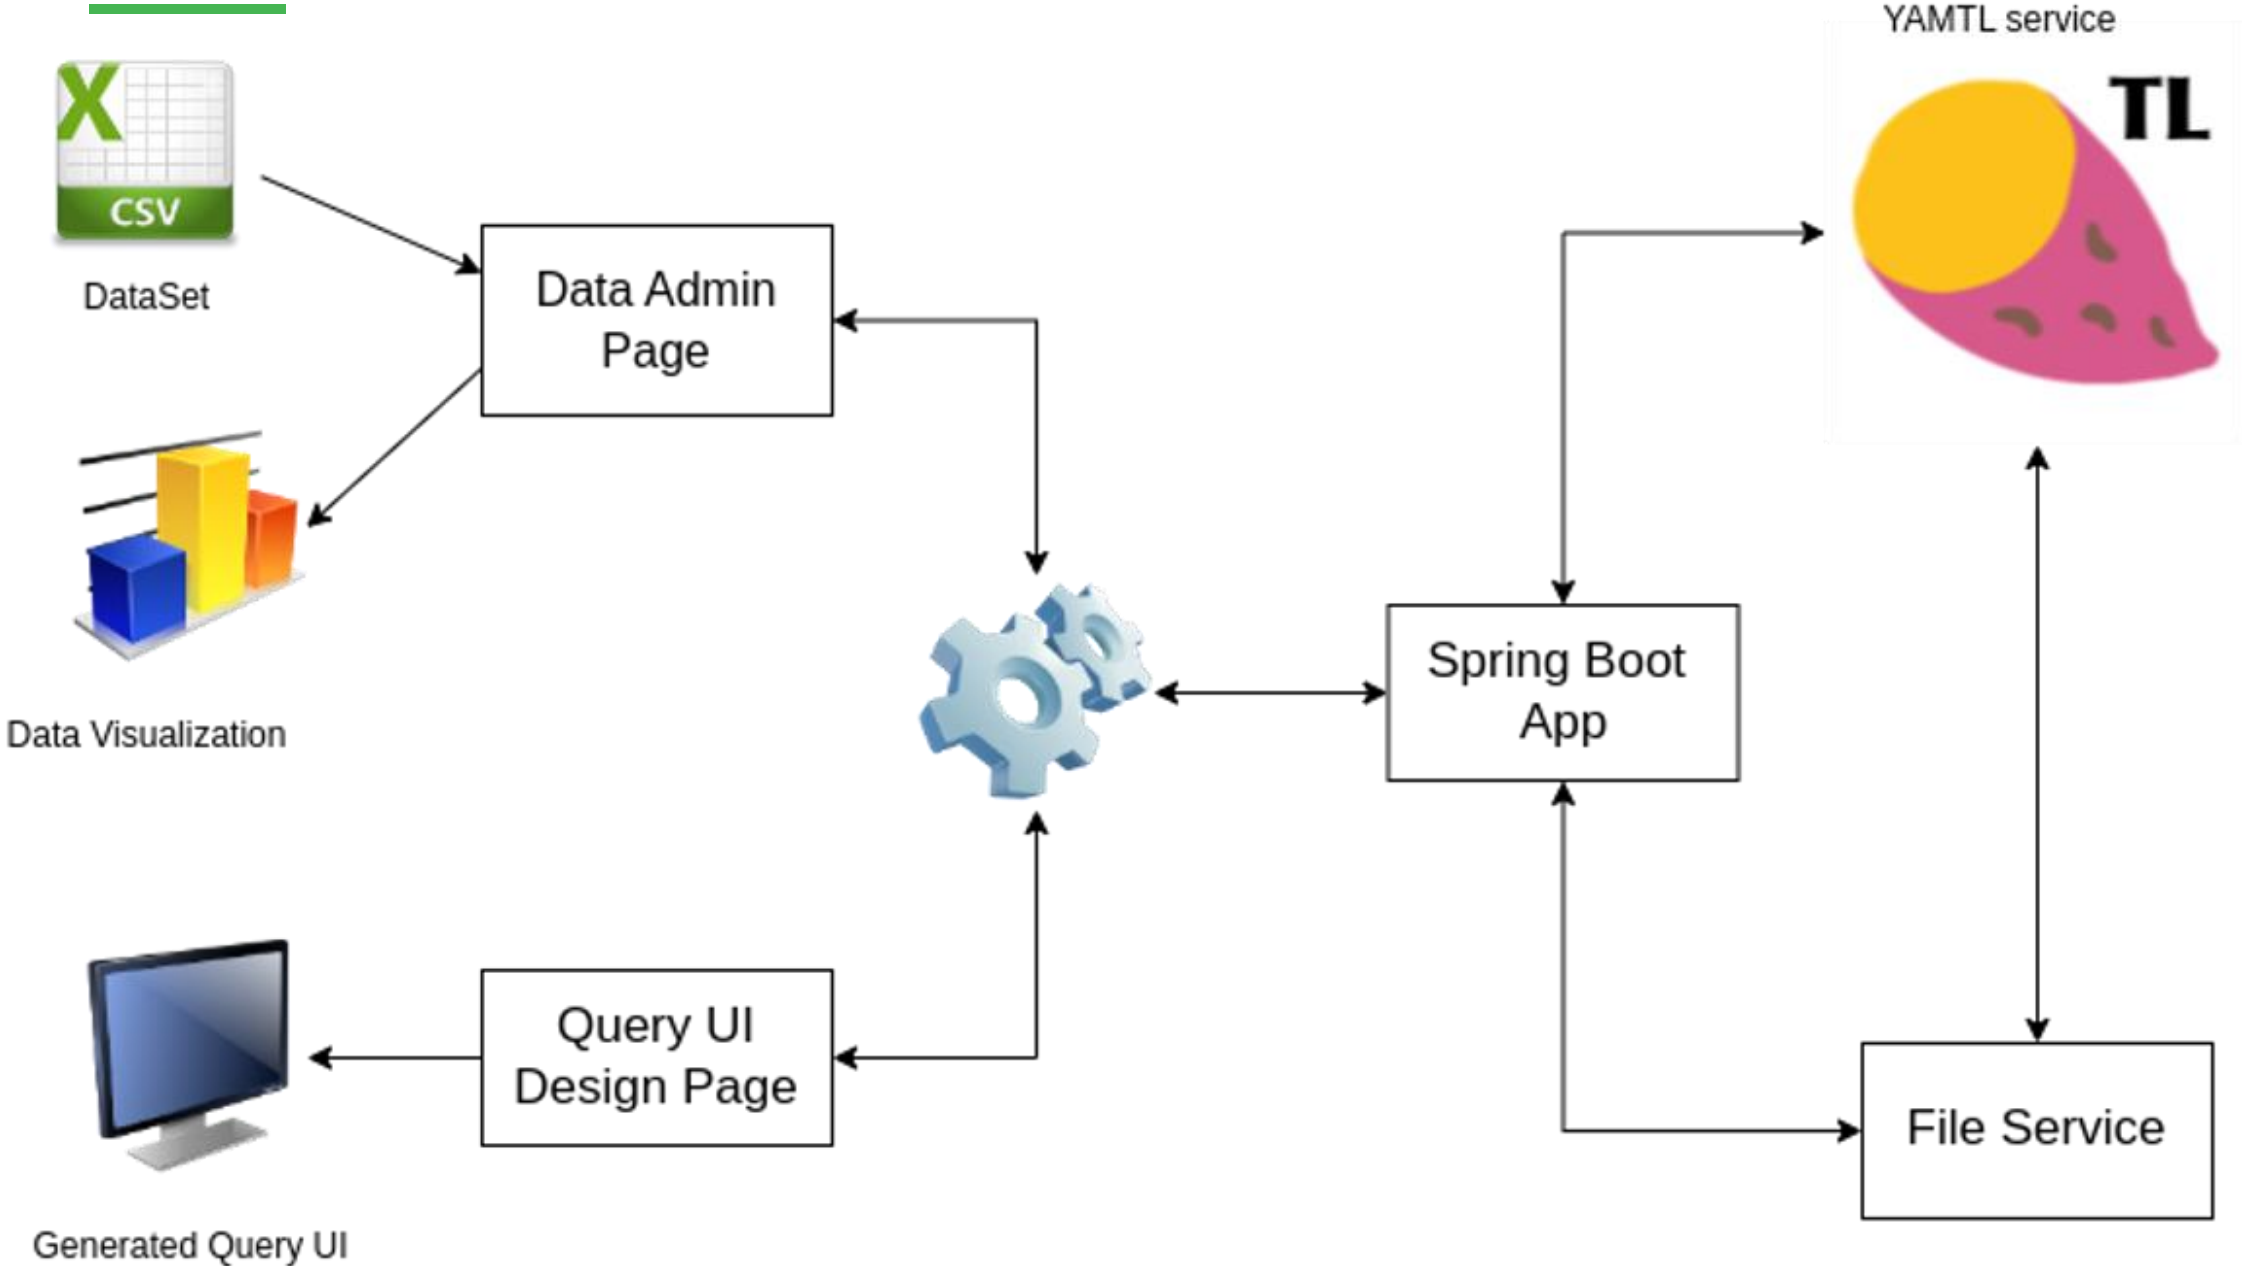 YAMTL service
TL
X
CSV
DataSet
Data Admin
Page
Data Visualization
Spring Boot
App
Query UI
Design Page
File Service
Generated Query UI